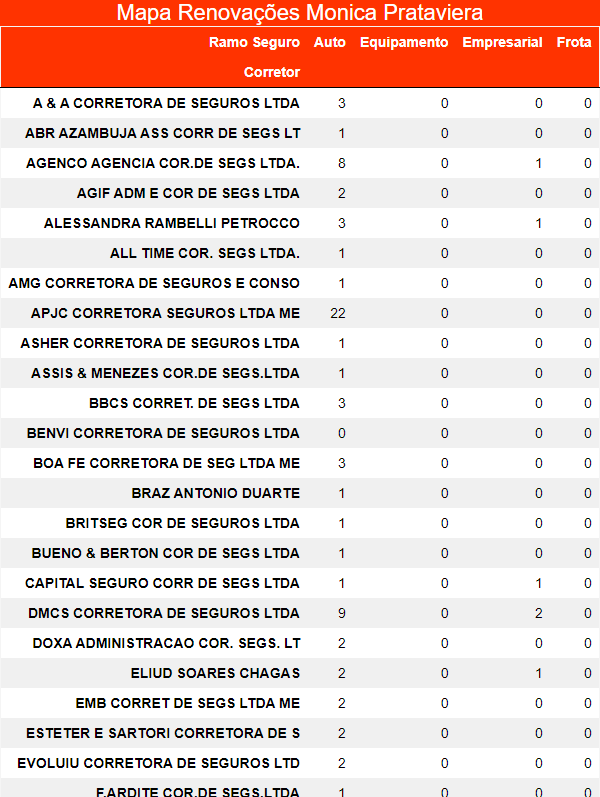 Mapa Renovações Monica Prataviera
Ramo Seguro Auto Equipamento Empresarial Frota
Corretor
A & A CORRETORA DE SEGUROS LTDA 3 0 0 0
ABR AZAMBUJA ASS CORR DE SEGS LT 1 0 0 0
AGENCO AGENCIA COR.DE SEGS LTDA. 8 0 1 0
AGIF ADM E COR DE SEGS LTDA 2 0 0 0
ALESSANDRA RAMBELLI PETROCCO 3 0 1 0
ALL TIME COR. SEGS LTDA. 1 0 0 0
AMG CORRETORA DE SEGUROS E CONSO 1 0 0 0
APJC CORRETORA SEGUROS LTDA ME 22 0 0 0
ASHER CORRETORA DE SEGUROS LTDA 1 0 0 0
ASSIS & MENEZES COR.DE SEGS.LTDA 1 0 0 0
BBCS CORRET. DE SEGS LTDA 3 0 0 0
BENVI CORRETORA DE SEGUROS LTDA 0 0 0 0
BOA FE CORRETORA DE SEG LTDA ME 3 0 0 0
BRAZ ANTONIO DUARTE 1 0 0 0
BRITSEG COR DE SEGUROS LTDA 1 0 0 0
BUENO & BERTON COR DE SEGS LTDA 1 0 0 0
CAPITAL SEGURO CORR DE SEGS LTDA 1 0 1 0
DMCS CORRETORA DE SEGUROS LTDA 9 0 2 0
DOXA ADMINISTRACAO COR. SEGS. LT 2 0 0 0
ELIUD SOARES CHAGAS 2 0 1 0
EMB CORRET DE SEGS LTDA ME 2 0 0 0
ESTETER E SARTORI CORRETORA DE S 2 0 0 0
EVOLUIU CORRETORA DE SEGUROS LTD 2 0 0 0
F.ARDITE COR.DE SEGS.LTDA 1 0 0 0